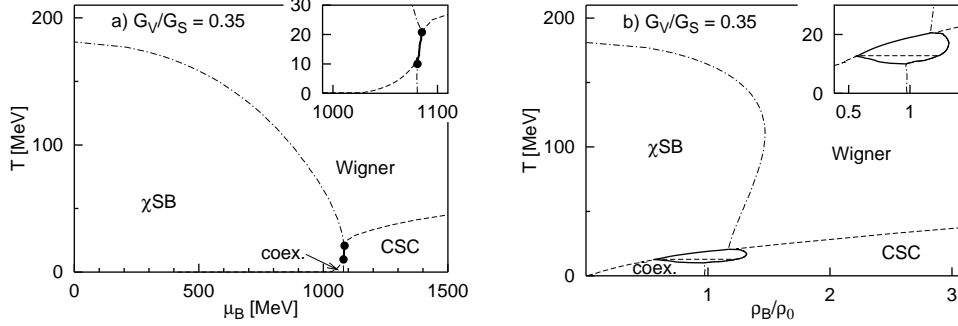 a) G_V/G_S = 0.35
T [MeV]
200
100
0
χSB
Wigner
CSC
coex.
0
500
1000
1500
μ_B [MeV]
30
20
10
0
1000
1100
b) G_V/G_S = 0.35
T [MeV]
200
100
0
χSB
Wigner
CSC
coex.
1
2
3
ρ_B/ρ_0
20
0
0.5
1